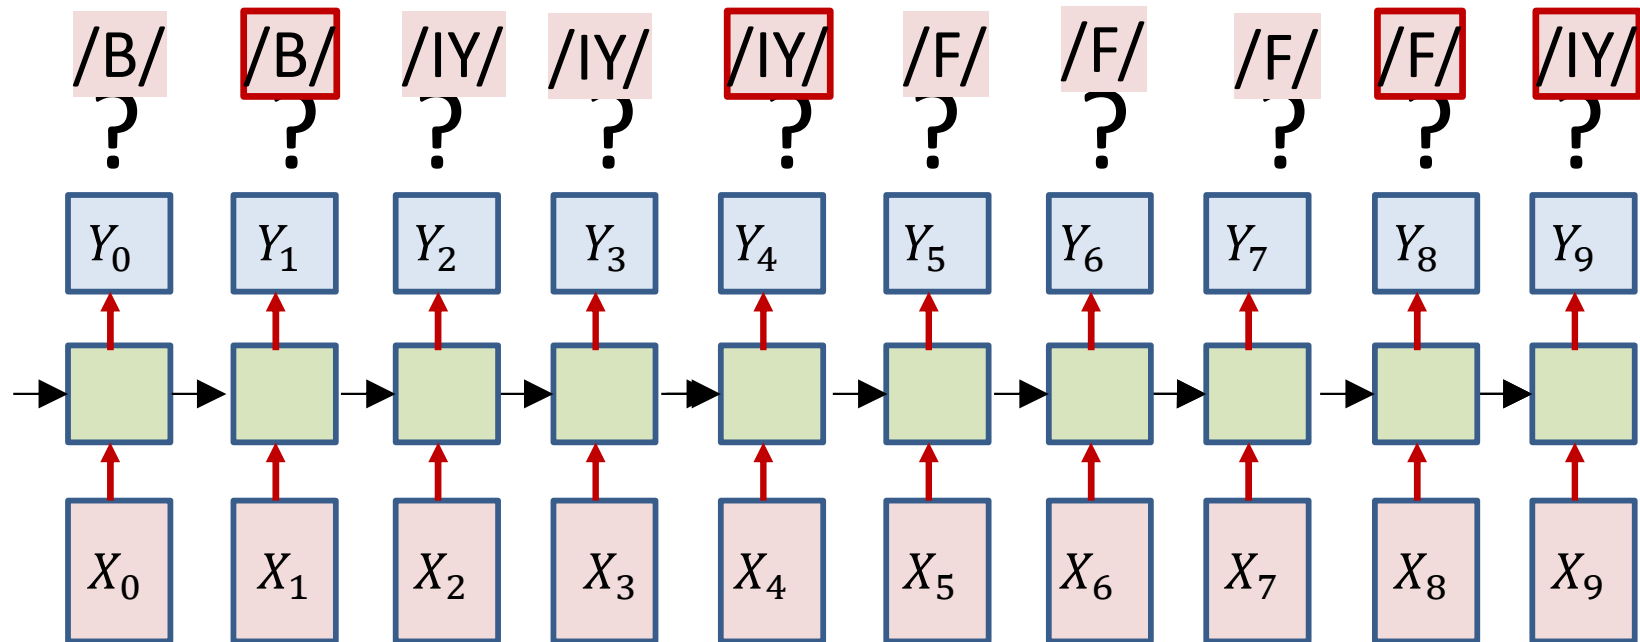 /B/ /B/ /IY/ /IY/ /IY/ /F/ /F/ /F/ /F/ /IY/
? ? ? ? ? ? ? ? ? ?
Y₀ Y₁ Y₂ Y₃ Y₄ Y₅ Y₆ Y₇ Y₈ Y₉
X₀ X₁ X₂ X₃ X₄ X₅ X₆ X₇ X₈ X₉